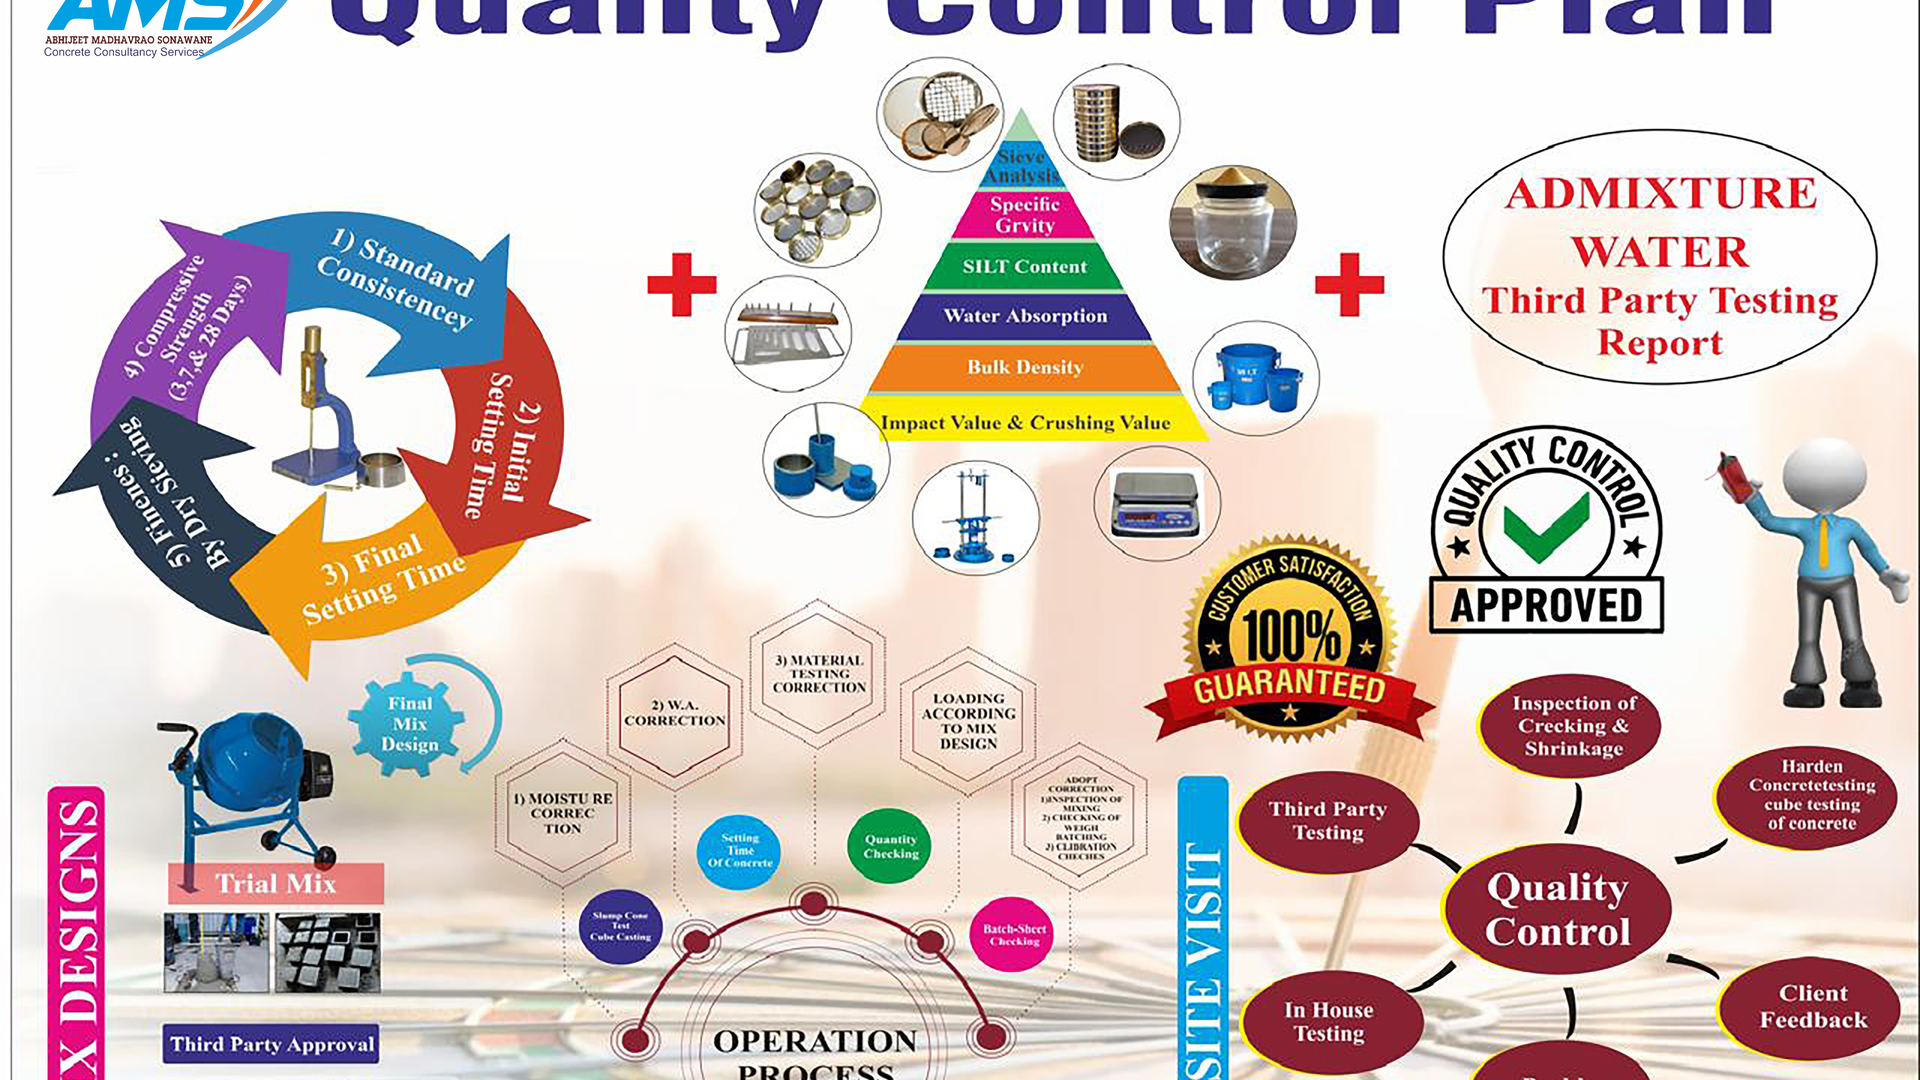 AMS
ABHIJEET MADHAVRAO SONAWANE
Concrete Consultancy Services
Quality Control Plan
1) Standard
Consistencey
2) Initial
Setting Time
3) Final
Setting Time
4) Compressive
Strength
(3,7,& 28 Days)
5) Finenes :
By Dry Sieving
Sieve
Analysis
Specific
Grvity
SILT Content
Water Absorption
Bulk Density
Impact Value & Crushing Value
ADMIXTURE
WATER
Third Party Testing
Report
QUALITY CONTROL
APPROVED
CUSTOMER SATISFACTION
100%
GUARANTEED
Final
Mix
Design
Trial Mix
Third Party Approval
X DESIGNS
1) MOISTU RE
CORREC
TION
2) W.A.
CORRECTION
3) MATERIAL
TESTING
CORRECTION
LOADING
ACCORDING
TO MIX
DESIGN
ADOPT
CORRECTION
1)INSPECTION OF
MIXING
2) CHECKING OF
WEIGH
BATCHING
3) CLIBRATION
CHECHES
Slump Cone
Test
Cube Casting
Setting
Time
Of Concrete
Quantity
Checking
Batch-Sheet
Checking
OPERATION
PROCESS
SITE VISIT
Inspection of
Crecking &
Shrinkage
Third Party
Testing
Harden
Concretetesting
cube testing
of concrete
Quality
Control
In House
Testing
Client
Feedback